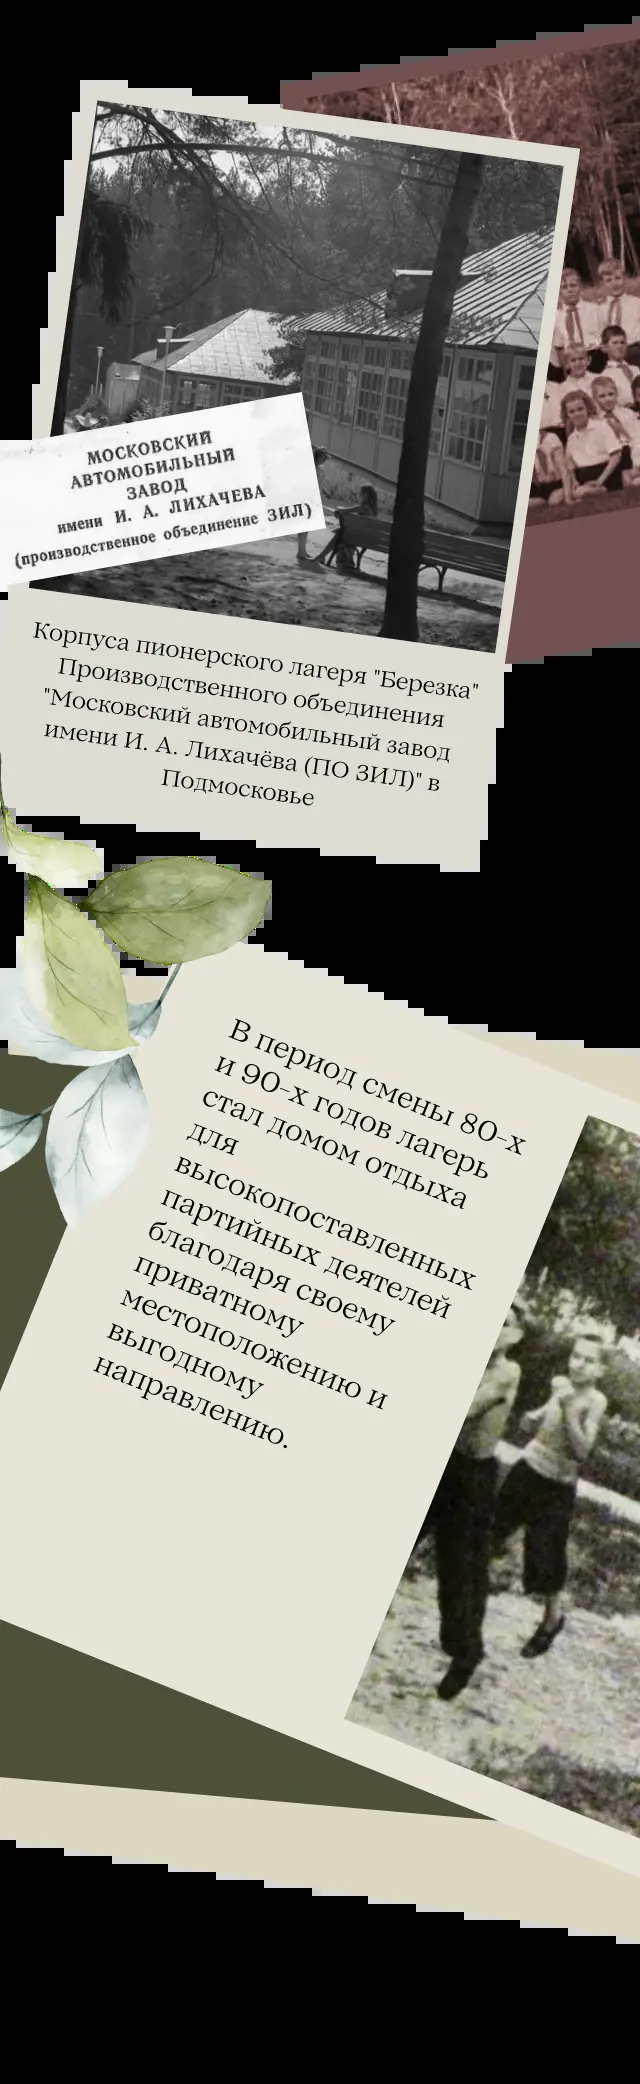 МОСКОВСКИЙ
АВТОМОБИЛЬНЫЙ
ЗАВОД
имени И. А. ЛИХАЧЕВА
(производственное объединение ЗИЛ)
Корпуса пионерского лагеря "Березка"
Производственного объединения
"Московский автомобильный завод
имени И. А. Лихачёва (ПО ЗИЛ)" в
Подмосковье
В период смены 80-х
и 90-х годов лагерь
стал домом отдыха
для
высокопоставленных
партийных деятелей
благодаря своему
приватному
местоположению и
выгодному
направлению.